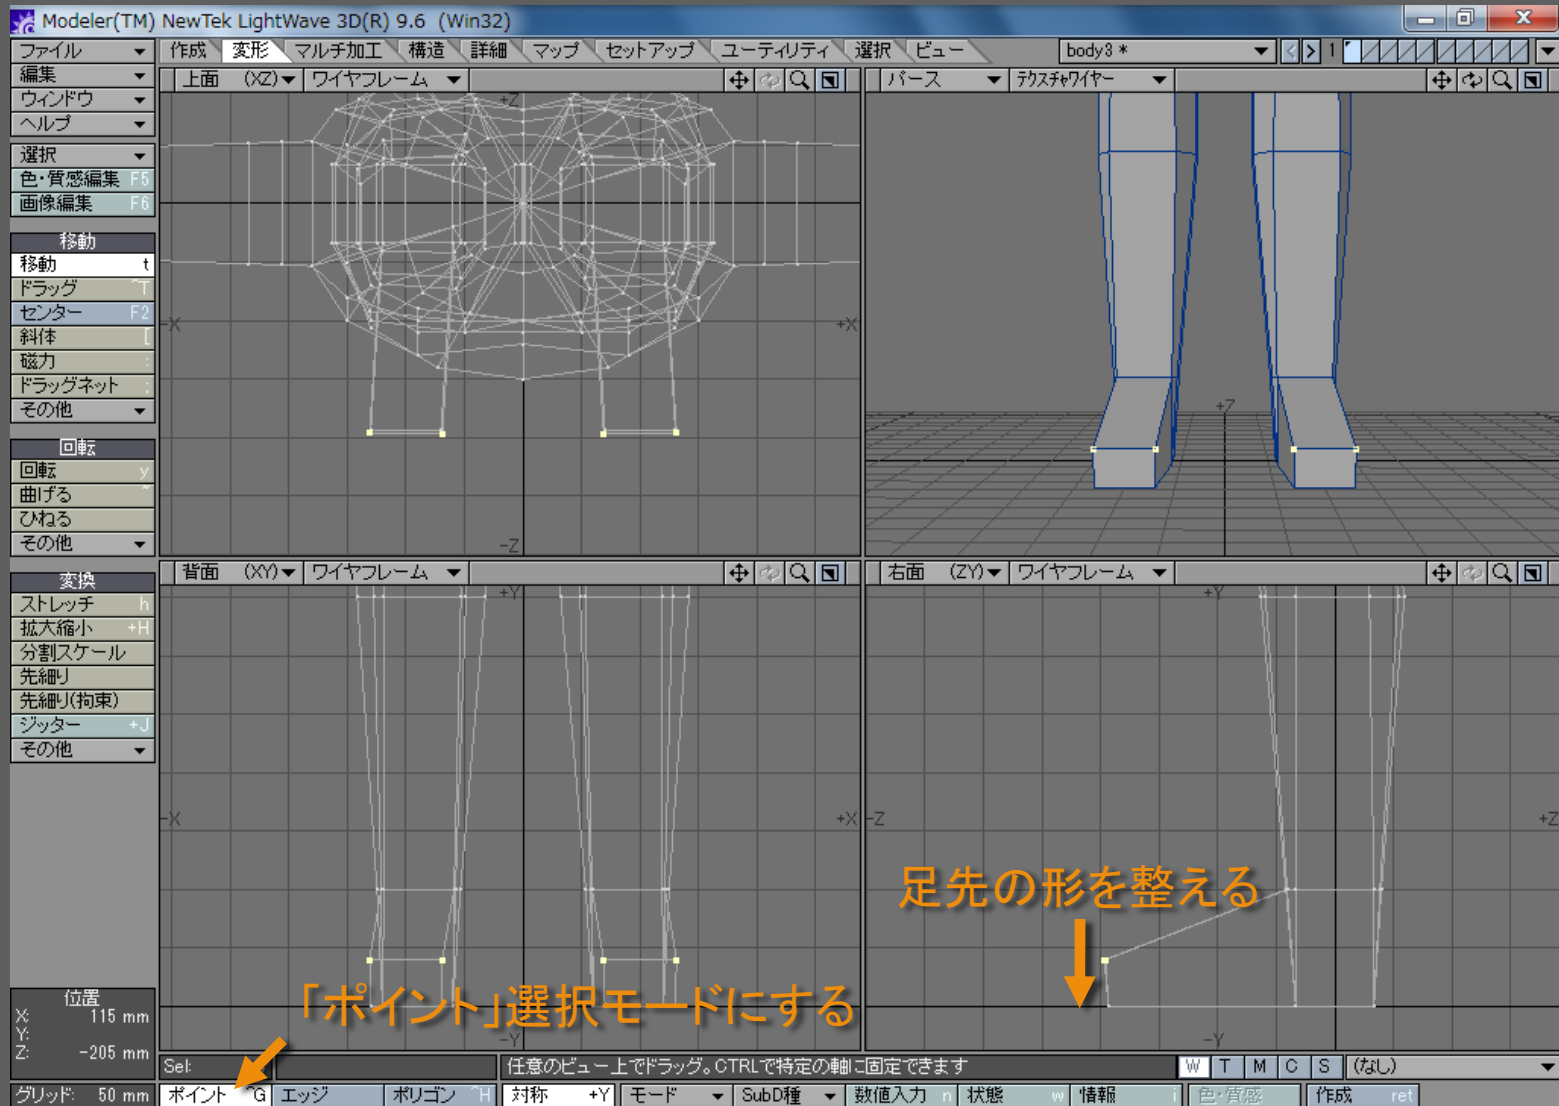 Modeler(TM) NewTek LightWave 3D(R) 9.6 (Win32)
ファイル 作成 変形 マルチ加工 構造 詳細 マップ セットアップ ユーティリティ 選択 ビュー body3 * 1
編集 上面 (XZ) ワイヤフレーム パース テクスチャワイヤー
ウィンドウ
ヘルプ
選択
色・質感編集 F5
画像編集 F6
移動
移動 t
ドラッグ ^T
センター F2
斜体 [
磁力 :
ドラッグネット ;
その他
回転
回転 y
曲げる ~
ひねる
その他
変換
ストレッチ h
拡大縮小 +H
分割スケール
先細り
先細り(拘束)
ジッター +J
その他
+Z
-X +X
-Z
+Z
背面 (XY) ワイヤフレーム 右面 (ZY) ワイヤフレーム
+Y
-X +X
-Y
+Y
-Z +Z
-Y
足先の形を整える
「ポイント」選択モードにする
位置
X: 115 mm
Y:
Z: -205 mm
Sel: 任意のビュー上でドラッグ。CTRLで特定の軸に固定できます W T M C S (なし)
グリッド: 50 mm ポイント ^G エッジ ポリゴン ^H 対称 +Y モード SubD種 数値入力 n 状態 w 情報 i 色・質感 作成 ret